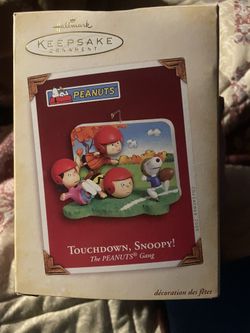 Hallmark
KEEPSAKE
ORNAMENT
PEANUTS
TOUCHDOWN, SNOOPY!
The PEANUTS® Gang
décoration des fêtes